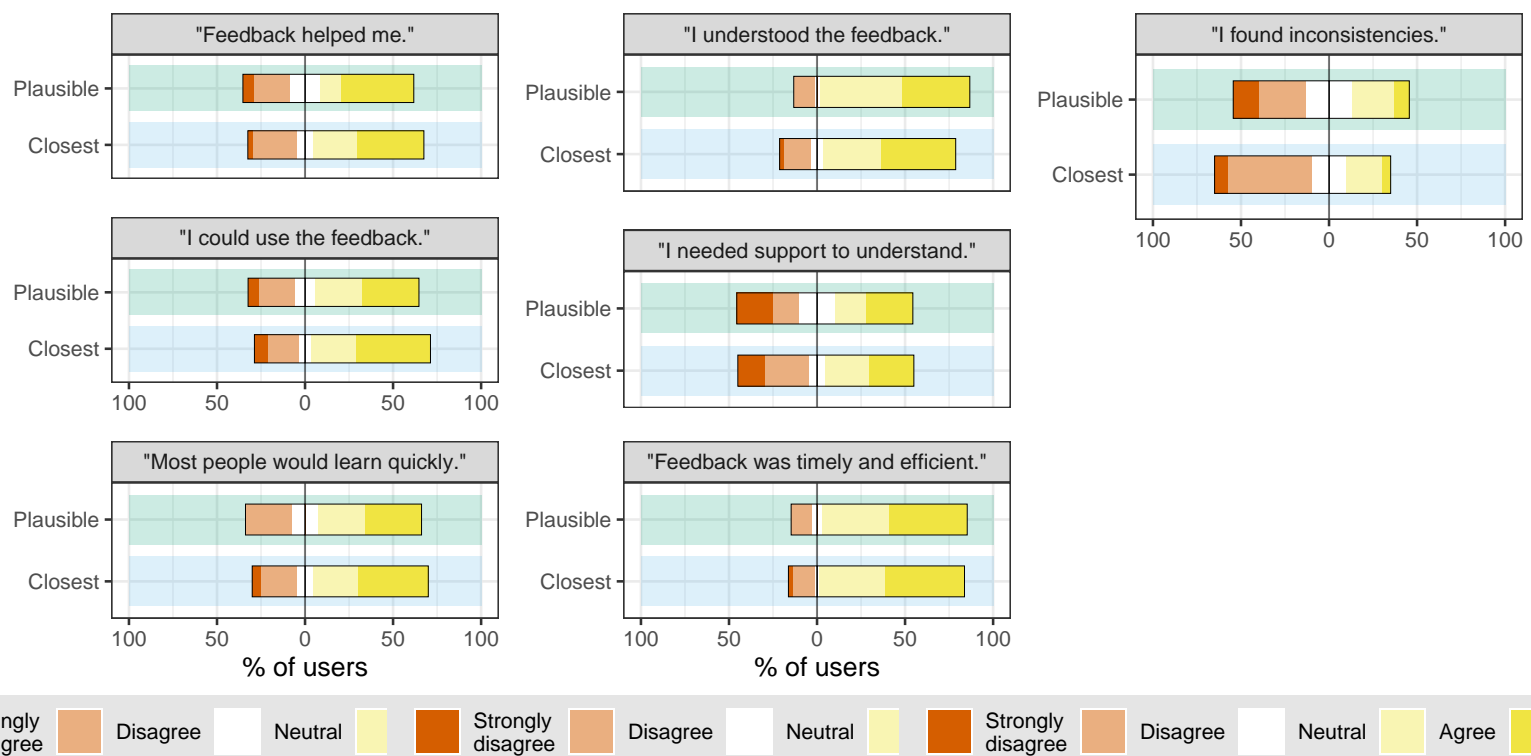 "Feedback helped me."
Plausible
Closest
"I understood the feedback."
Plausible
Closest
"I found inconsistencies."
Plausible
Closest
100 50 0 50 100
"I could use the feedback."
Plausible
Closest
100 50 0 50 100
"I needed support to understand."
Plausible
Closest
"Most people would learn quickly."
Plausible
Closest
100 50 0 50 100
% of users
"Feedback was timely and efficient."
Plausible
Closest
100 50 0 50 100
% of users
ngly
gree
Disagree
Neutral
Strongly
disagree
Disagree
Neutral
Strongly
disagree
Disagree
Neutral
Agree